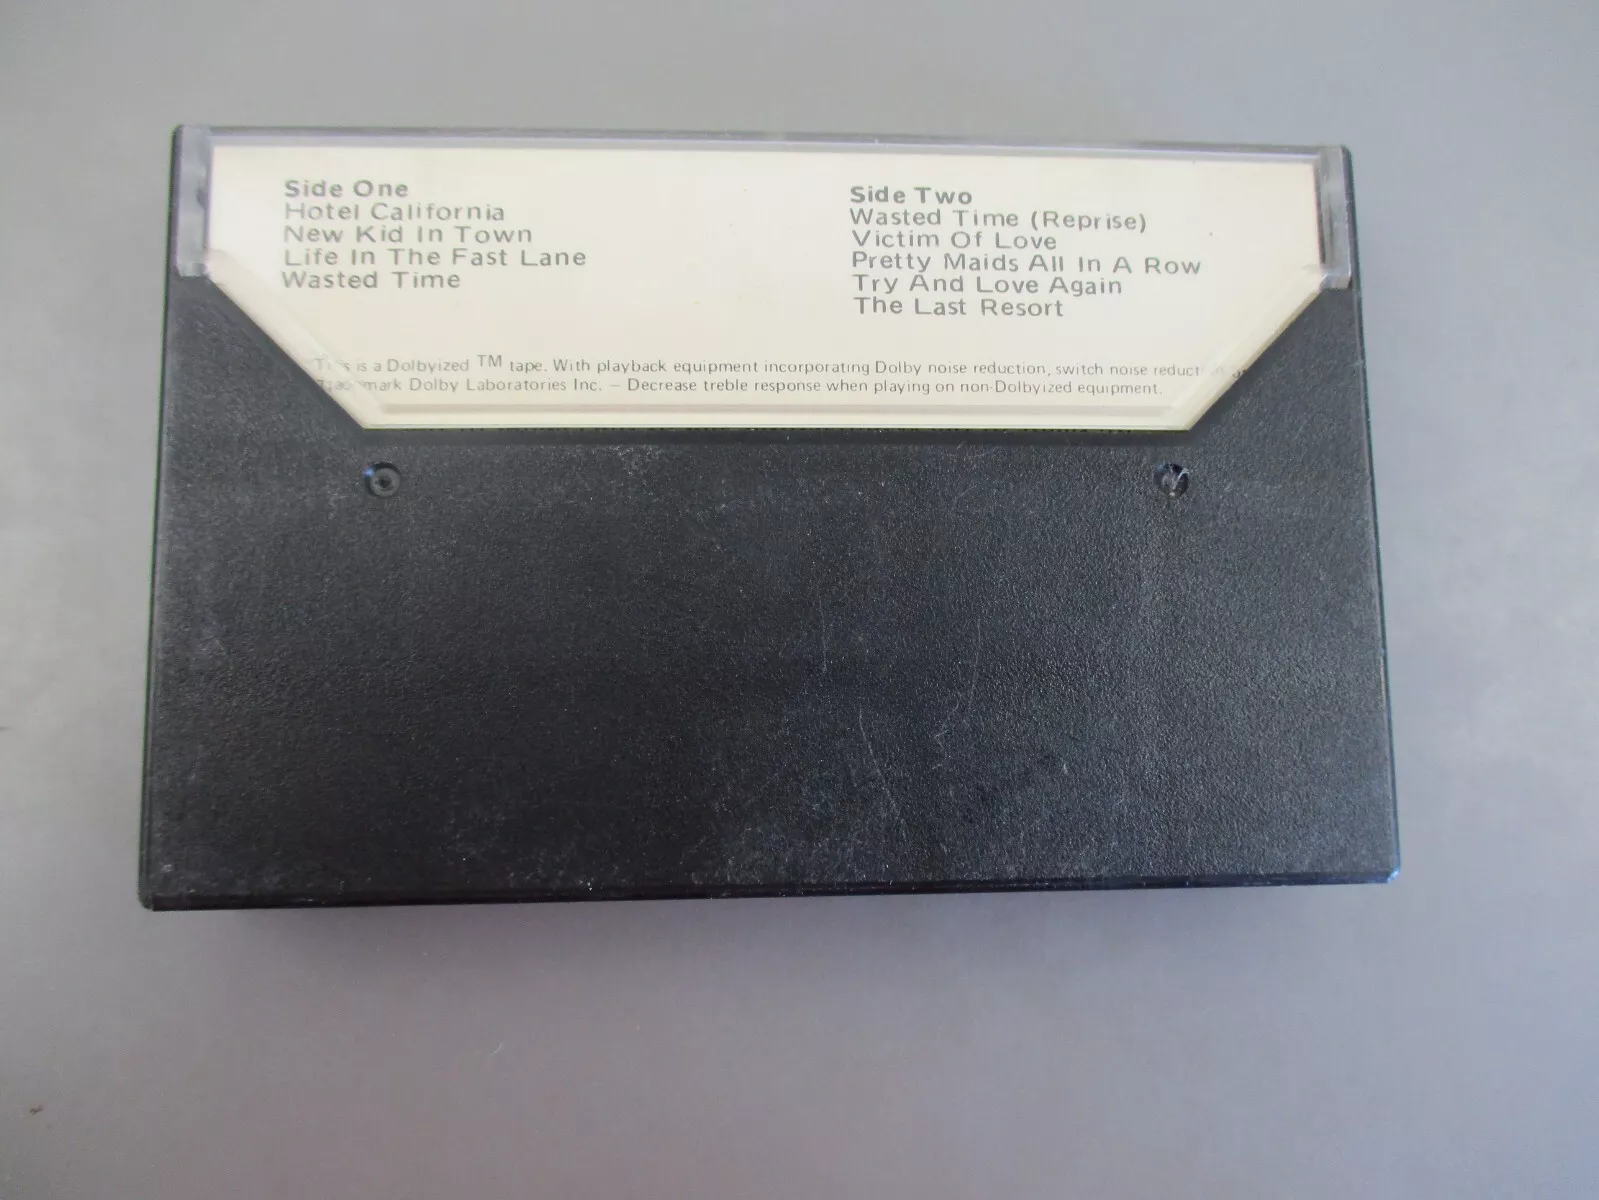 Side One
Hotel California
New Kid In Town
Life In The Fast Lane
Wasted Time
Side Two
Wasted Time (Reprise)
Victim Of Love
Pretty Maids All In A Row
Try And Love Again
The Last Resort
is a Dolbyized TM tape. With playback equipment incorporating Dolby noise reduction, switch noise
Dolby Laboratories Inc. – Decrease treble response when playing on non-Dolbyized equipment.